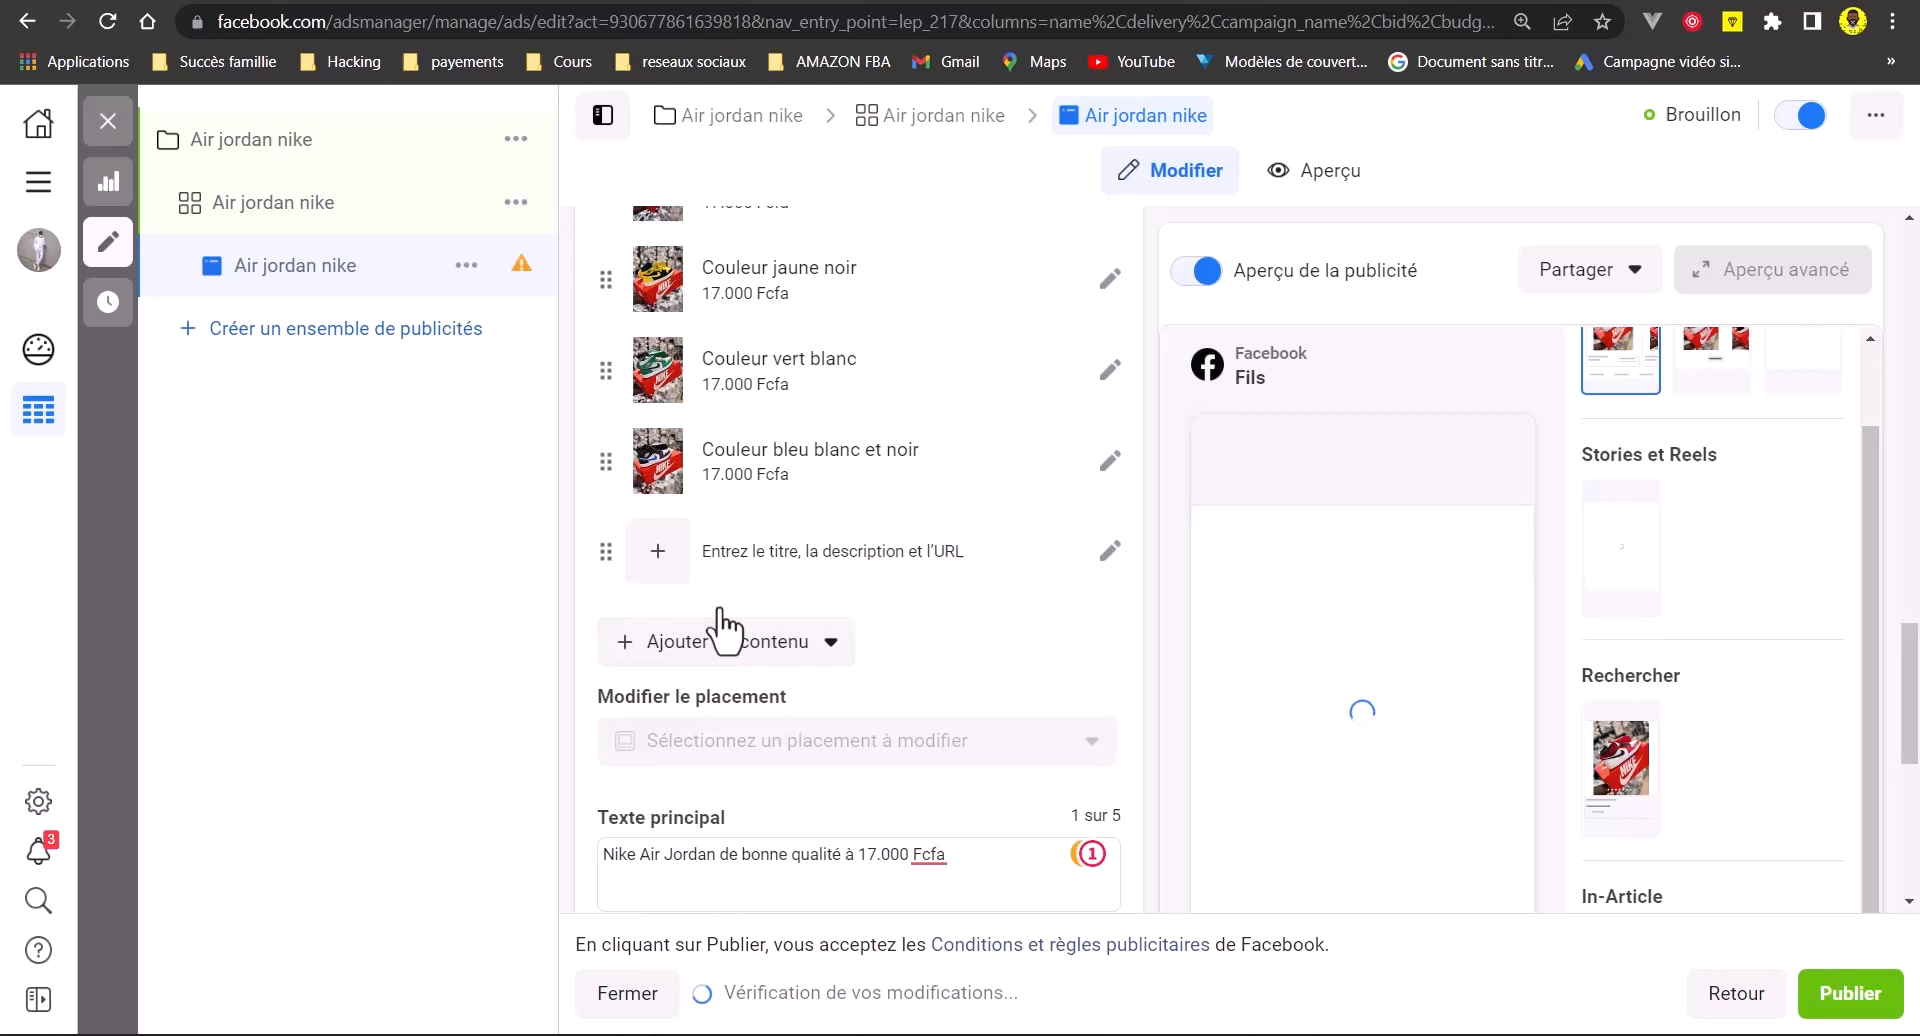 facebook.com/adsmanager/manage/ads/edit?act=930677861639818&nav_entry_point=lep_217&columns=name%2Cdelivery%2Ccampaign_name%2Cbid%2Cbudg...
Applications
Succès famillie
Hacking
payements
Cours
reseaux sociaux
AMAZON FBA
Gmail
Maps
YouTube
Modèles de couvert...
Document sans titr...
Campagne vidéo si...
»
Air jordan nike
Air jordan nike
Air jordan nike
+ Créer un ensemble de publicités
Air jordan nike
Air jordan nike
Air jordan nike
Brouillon
Modifier
Aperçu
Couleur jaune noir
17.000 Fcfa
Couleur vert blanc
17.000 Fcfa
Couleur bleu blanc et noir
17.000 Fcfa
Entrez le titre, la description et l'URL
+ Ajouter contenu
Modifier le placement
Sélectionnez un placement à modifier
Texte principal
1 sur 5
Nike Air Jordan de bonne qualité à 17.000 Fcfa
1
Aperçu de la publicité
Partager
Aperçu avancé
Facebook
Fils
Stories et Reels
Rechercher
NIKE
In-Article
3
En cliquant sur Publier, vous acceptez les Conditions et règles publicitaires de Facebook.
Fermer
Vérification de vos modifications...
Retour
Publier